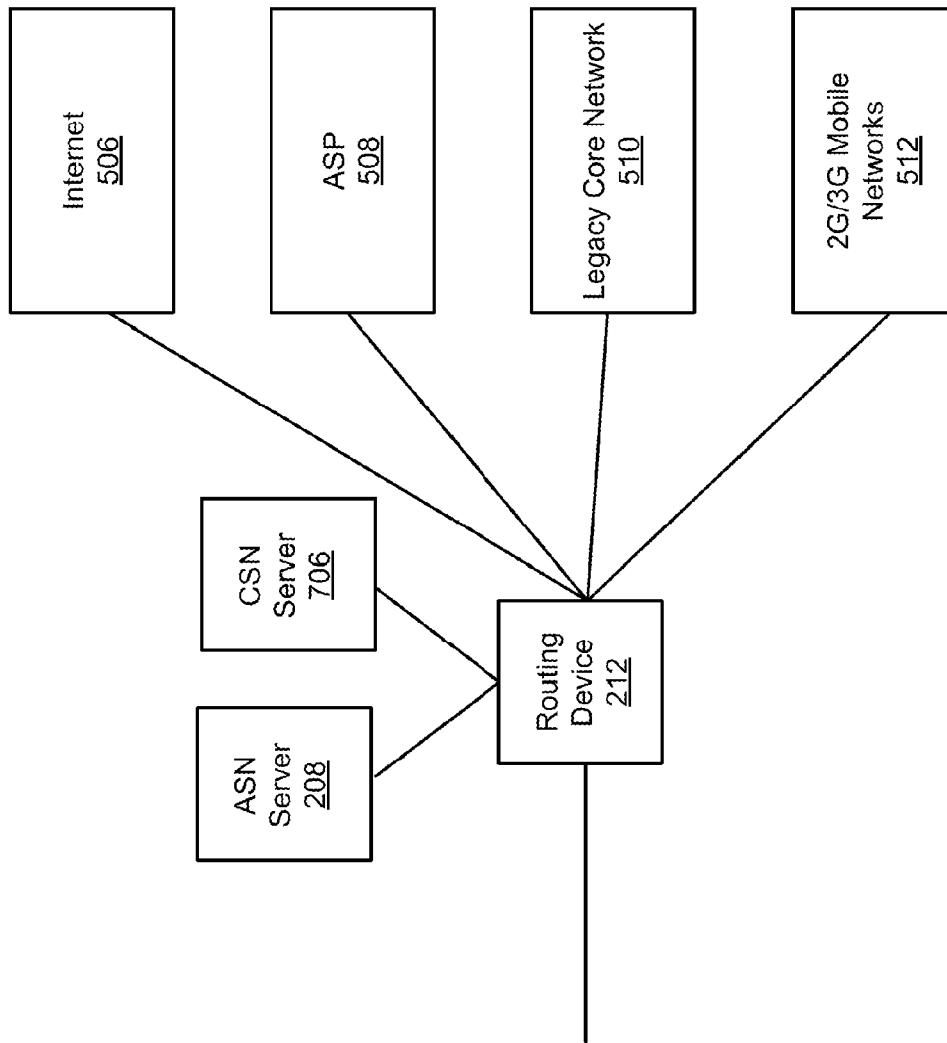 Internet
506
ASP
508
Legacy Core Network
510
2G/3G Mobile
Networks
512
CSN
Server
706
ASN
Server
208
Routing
Device
212